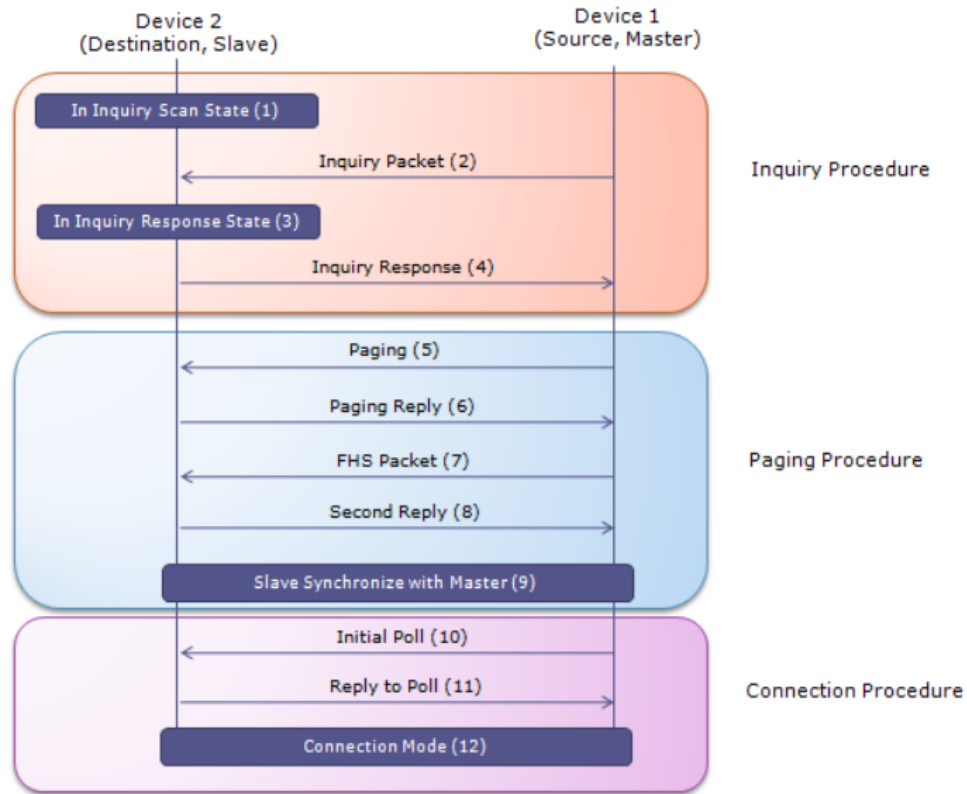 Device 2
(Destination, Slave)
Device 1
(Source, Master)
In Inquiry Scan State (1)
Inquiry Packet (2)
Inquiry Procedure
In Inquiry Response State (3)
Inquiry Response (4)
Paging (5)
Paging Reply (6)
FHS Packet (7)
Paging Procedure
Second Reply (8)
Slave Synchronize with Master (9)
Initial Poll (10)
Reply to Poll (11)
Connection Procedure
Connection Mode (12)